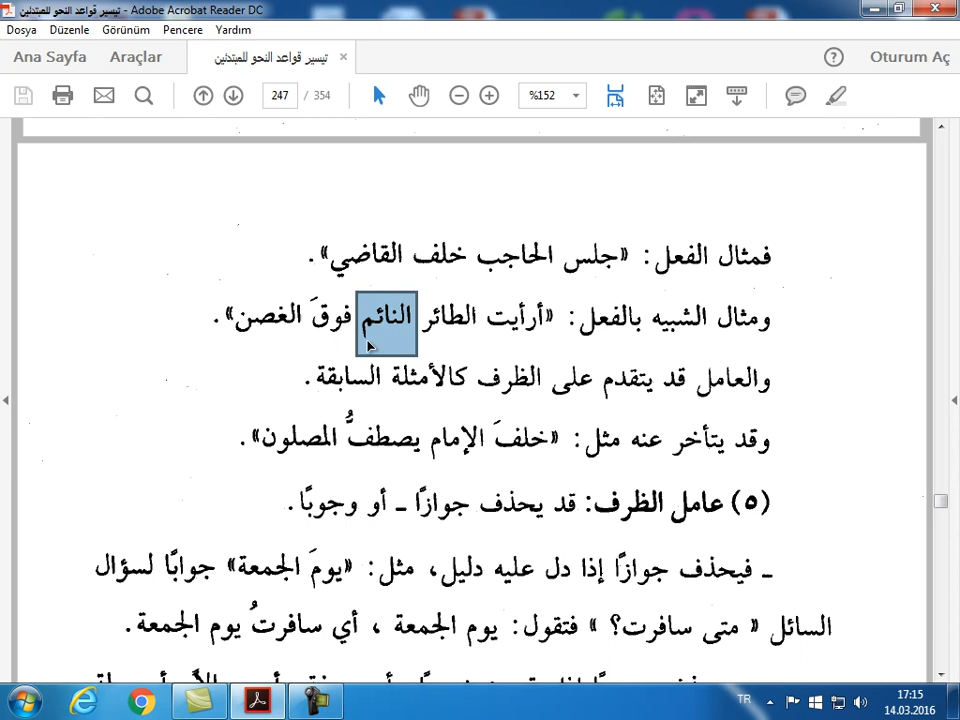 تيسير قواعد النحو للمبتدئين - Adobe Acrobat Reader DC
Dosya Düzenle Görünüm Pencere Yardım
Ana Sayfa Araçlar تيسير قواعد النحو للمبتدئين × Oturum Aç
247 / 354 %152
فمثال الفعل: «جلس الحاجب خلف القاضي».
ومثال الشبيه بالفعل: «أرأيت الطائر النائم فوقَ الغصن».
والعامل قد يتقدم على الظرف كالأمثلة السابقة.
وقد يتأخر عنه مثل: «خلفَ الإمام يصطفُّ المصلون».
(٥) عامل الظرف: قد يحذف جوازًا ـ أو وجوبًا.
ـ فيحذف جوازًا إذا دل عليه دليل، مثل: «يومَ الجمعة» جوابًا لسؤال
السائل « متى سافرت؟ » فتقول: يوم الجمعة ، أي سافرتُ يوم الجمعة.
TR 17:15
14.03.2016